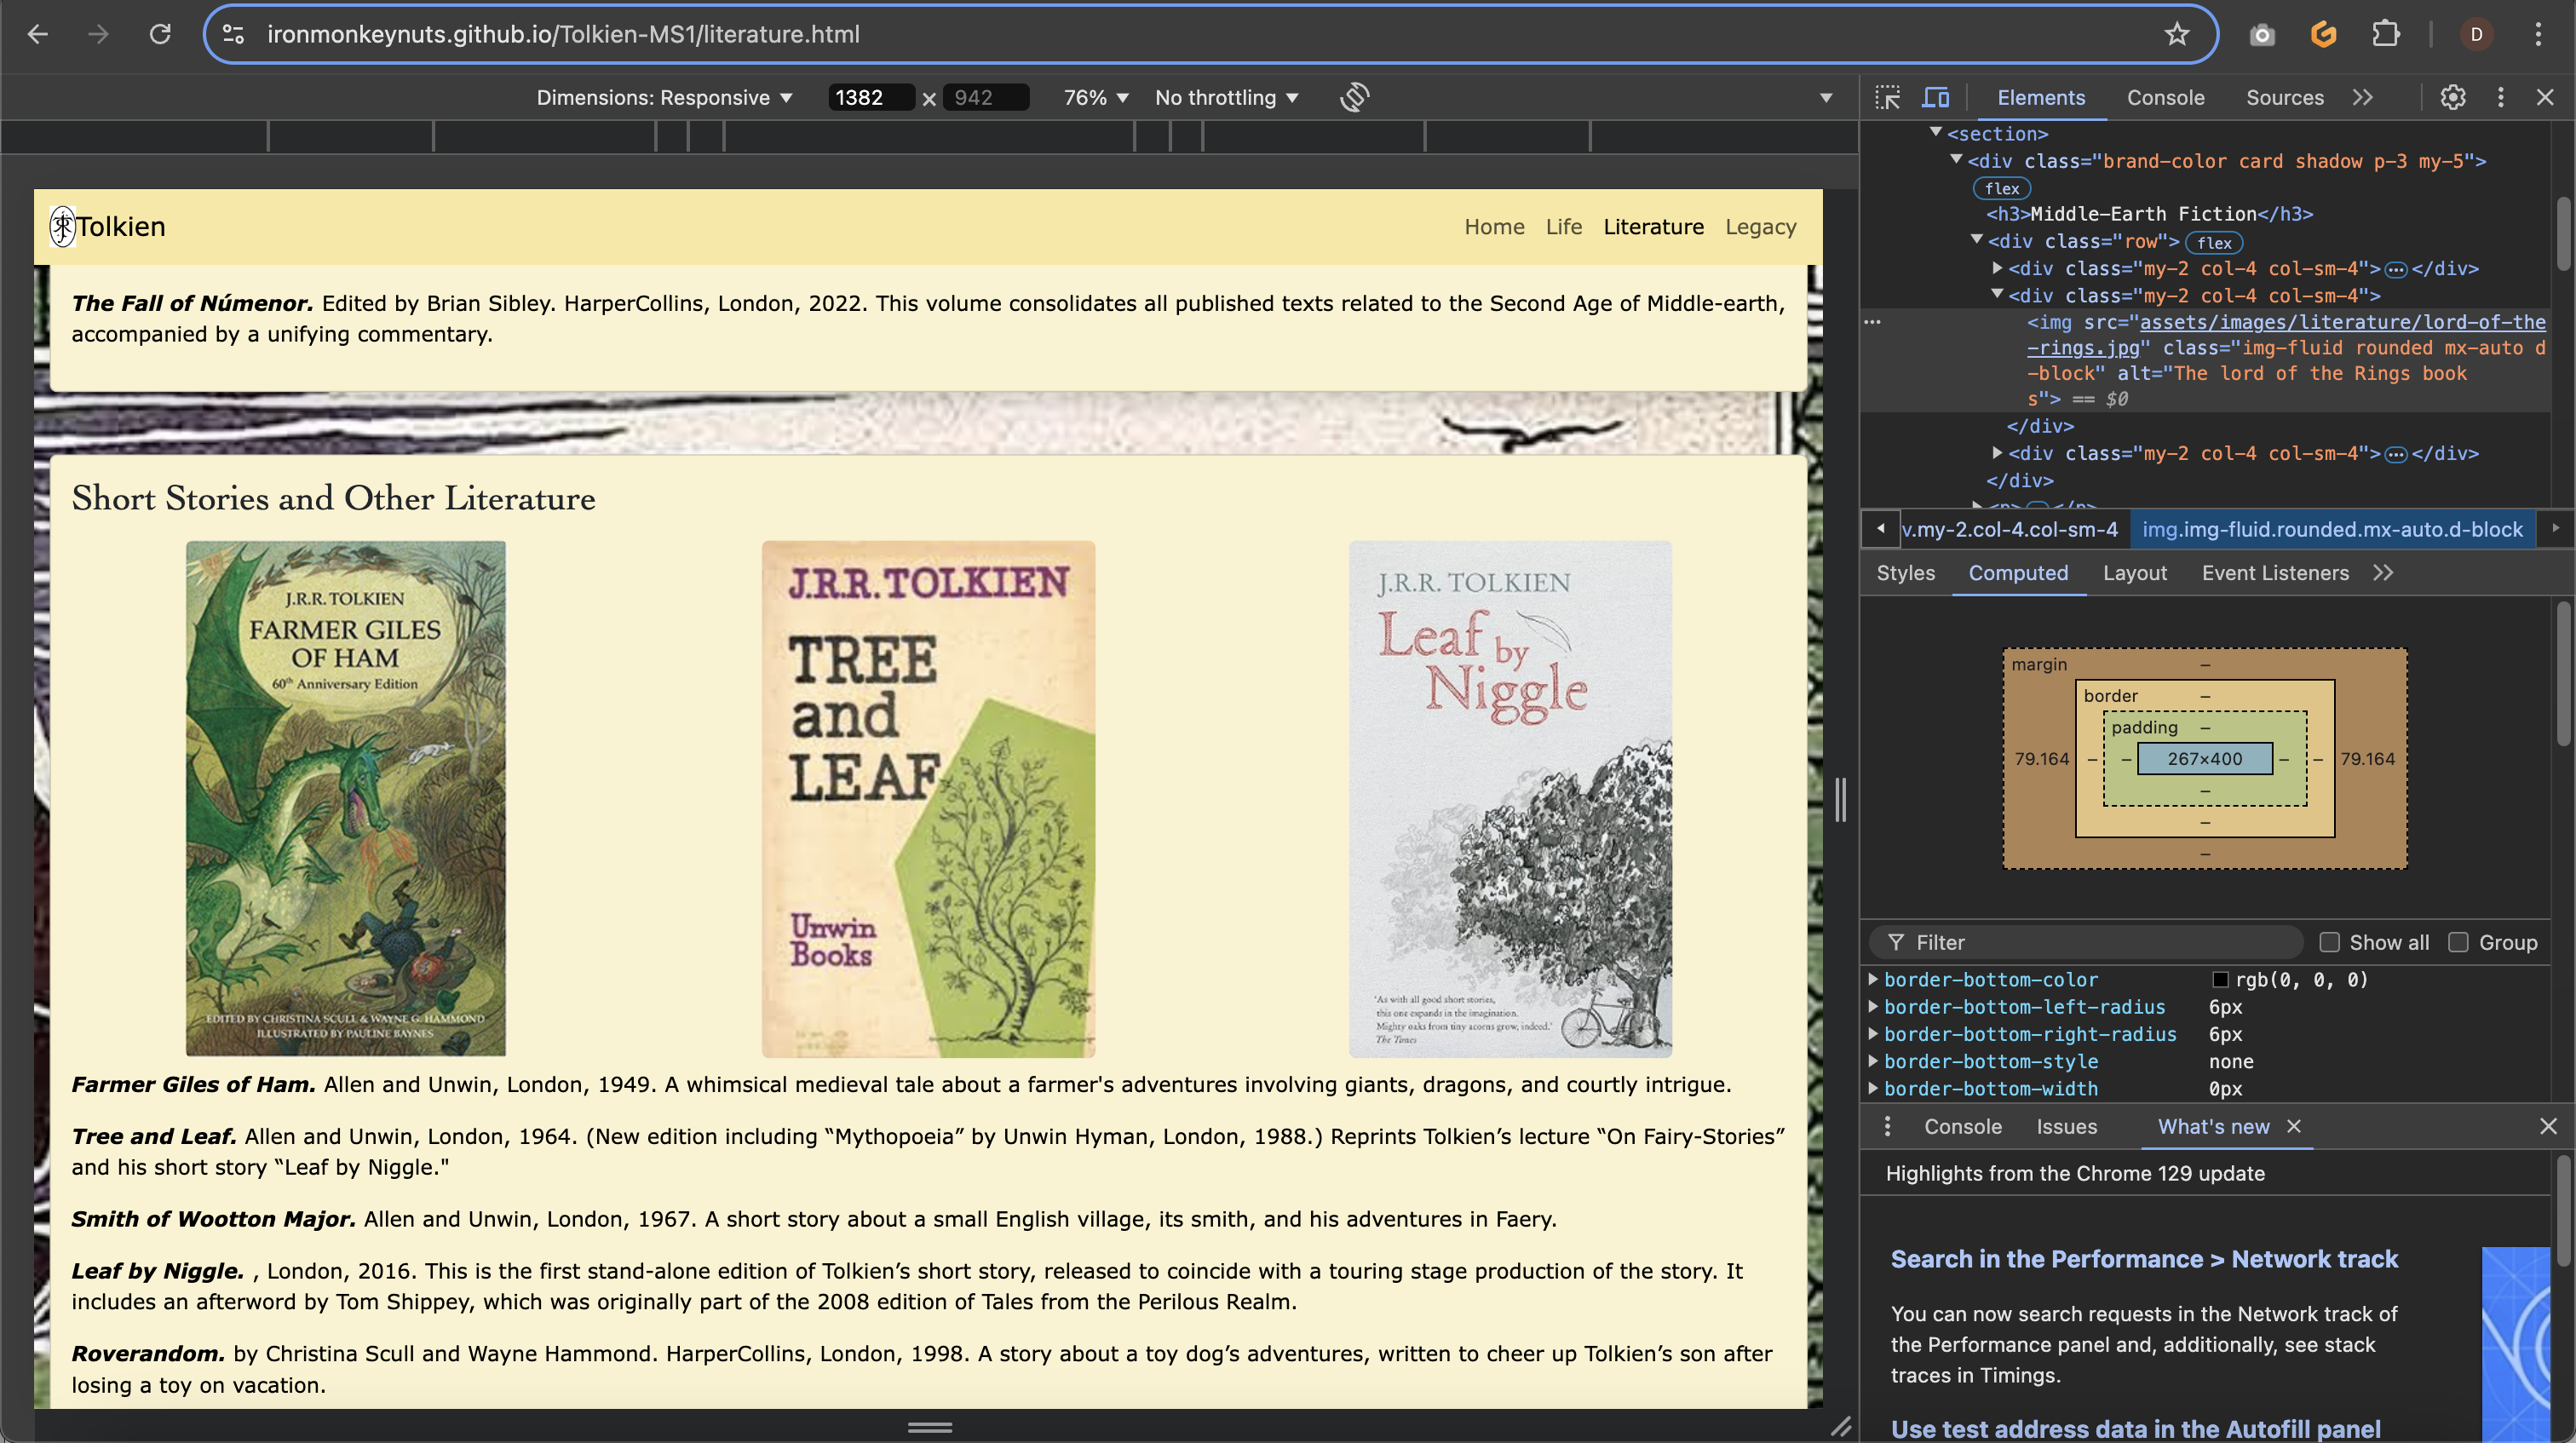 ironmonkeynuts.github.io/Tolkien-MS1/literature.html
D
Dimensions: Responsive
1382 × 942
76%
No throttling
Tolkien
Home Life Literature Legacy
The Fall of Númenor. Edited by Brian Sibley. HarperCollins, London, 2022. This volume consolidates all published texts related to the Second Age of Middle-earth,
accompanied by a unifying commentary.
Short Stories and Other Literature
J.R.R. TOLKIEN
FARMER GILES
OF HAM
60th Anniversary Edition
EDITED BY CHRISTINA SCULL & WAYNE G. HAMMOND
ILLUSTRATED BY PAULINE BAYNES
J.R.R. TOLKIEN
TREE
and
LEAF
Unwin
Books
J.R.R. TOLKIEN
Leaf by
Niggle
'As with all good short stories,
this one expands in the imagination.
Mighty oaks from tiny acorns grow, indeed.'
The Times
Farmer Giles of Ham. Allen and Unwin, London, 1949. A whimsical medieval tale about a farmer's adventures involving giants, dragons, and courtly intrigue.
Tree and Leaf. Allen and Unwin, London, 1964. (New edition including “Mythopoeia” by Unwin Hyman, London, 1988.) Reprints Tolkien’s lecture “On Fairy-Stories”
and his short story “Leaf by Niggle."
Smith of Wootton Major. Allen and Unwin, London, 1967. A short story about a small English village, its smith, and his adventures in Faery.
Leaf by Niggle. , London, 2016. This is the first stand-alone edition of Tolkien’s short story, released to coincide with a touring stage production of the story. It
includes an afterword by Tom Shippey, which was originally part of the 2008 edition of Tales from the Perilous Realm.
Roverandom. by Christina Scull and Wayne Hammond. HarperCollins, London, 1998. A story about a toy dog’s adventures, written to cheer up Tolkien’s son after
losing a toy on vacation.
Elements Console Sources
<section>
<div class="brand-color card shadow p-3 my-5">
flex
<h3>Middle-Earth Fiction</h3>
<div class="row"> flex
<div class="my-2 col-4 col-sm-4"> … </div>
<div class="my-2 col-4 col-sm-4">
<img src="assets/images/literature/lord-of-the
-rings.jpg" class="img-fluid rounded mx-auto d
-block" alt="The lord of the Rings book
s"> == $0
</div>
<div class="my-2 col-4 col-sm-4"> … </div>
</div>
v.my-2.col-4.col-sm-4 img.img-fluid.rounded.mx-auto.d-block
Styles Computed Layout Event Listeners
margin –
border –
padding –
79.164 – – 267×400 – – 79.164
–
–
–
Filter Show all Group
border-bottom-color rgb(0, 0, 0)
border-bottom-left-radius 6px
border-bottom-right-radius 6px
border-bottom-style none
border-bottom-width 0px
Console Issues What's new
Highlights from the Chrome 129 update
Search in the Performance > Network track
You can now search requests in the Network track of
the Performance panel and, additionally, see stack
traces in Timings.
Use test address data in the Autofill panel